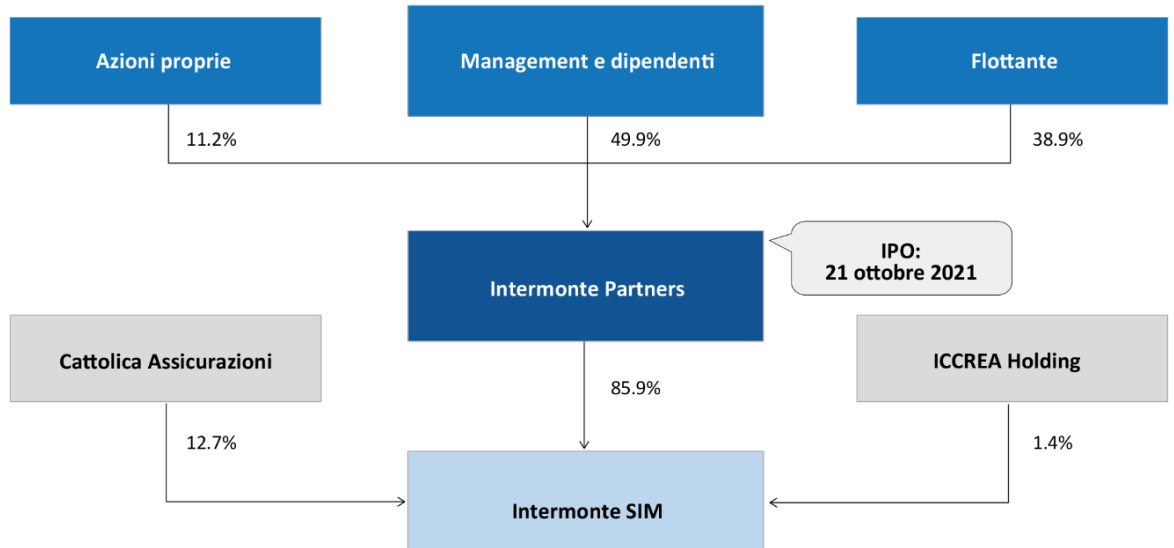 Azioni proprie
Management e dipendenti
Flottante
11.2%
49.9%
38.9%
Intermonte Partners
IPO:
21 ottobre 2021
Cattolica Assicurazioni
ICCREA Holding
85.9%
12.7%
1.4%
Intermonte SIM